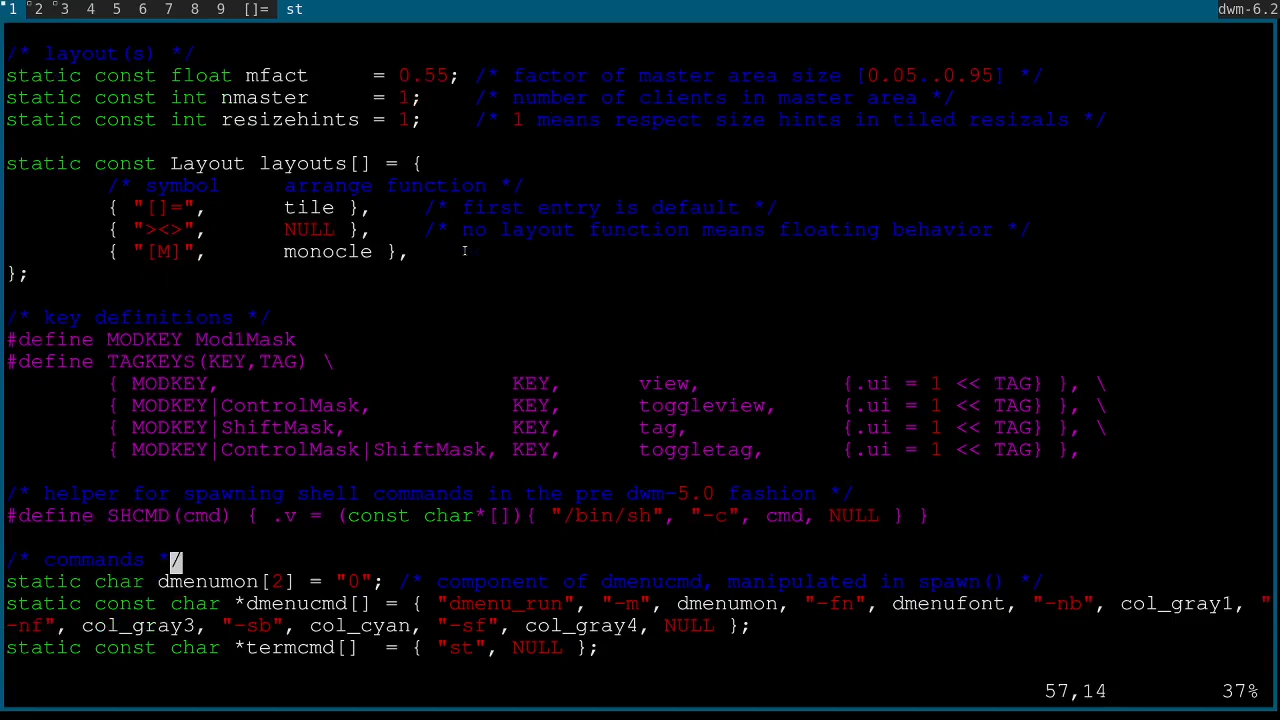 1 2 3 4 5 6 7 8 9 []= st dwm-6.2
/* layout(s) */
static const float mfact     = 0.55; /* factor of master area size [0.05..0.95] */
static const int nmaster     = 1;    /* number of clients in master area */
static const int resizehints = 1;    /* 1 means respect size hints in tiled resizals */
static const Layout layouts[] = {
        /* symbol     arrange function */
        { "[]=",      tile },    /* first entry is default */
        { "><>",      NULL },    /* no layout function means floating behavior */
        { "[M]",      monocle },
};
/* key definitions */
#define MODKEY Mod1Mask
#define TAGKEYS(KEY,TAG) \
        { MODKEY,                       KEY,      view,           {.ui = 1 << TAG} }, \
        { MODKEY|ControlMask,           KEY,      toggleview,     {.ui = 1 << TAG} }, \
        { MODKEY|ShiftMask,             KEY,      tag,            {.ui = 1 << TAG} }, \
        { MODKEY|ControlMask|ShiftMask, KEY,      toggletag,      {.ui = 1 << TAG} },
/* helper for spawning shell commands in the pre dwm-5.0 fashion */
#define SHCMD(cmd) { .v = (const char*[]){ "/bin/sh", "-c", cmd, NULL } }
/* commands */
static char dmenumon[2] = "0"; /* component of dmenucmd, manipulated in spawn() */
static const char *dmenucmd[] = { "dmenu_run", "-m", dmenumon, "-fn", dmenufont, "-nb", col_gray1, "
-nf", col_gray3, "-sb", col_cyan, "-sf", col_gray4, NULL };
static const char *termcmd[]  = { "st", NULL };
57,14 37%